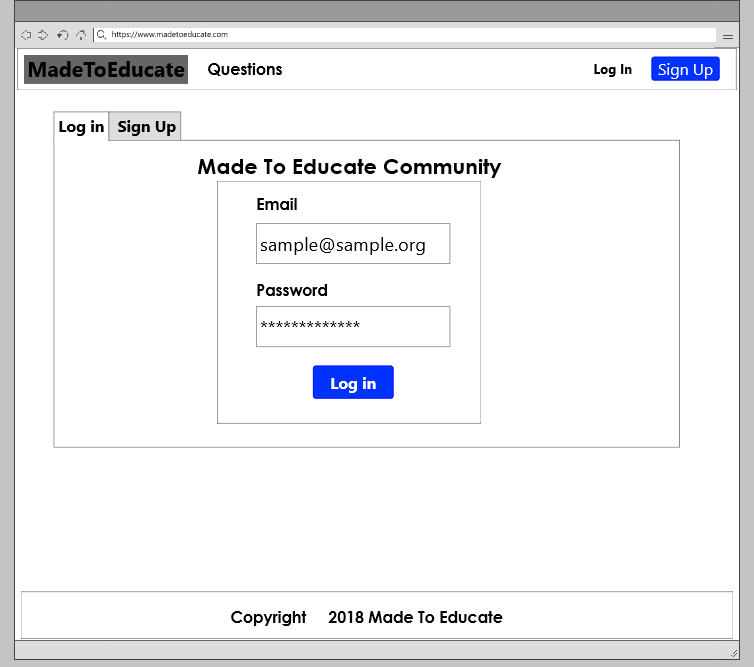 https://www.madetoeducate.com
MadeToEducate Questions Log In Sign Up
Log in Sign Up
Made To Educate Community
Email
sample@sample.org
Password
*************
Log in
Copyright 2018 Made To Educate